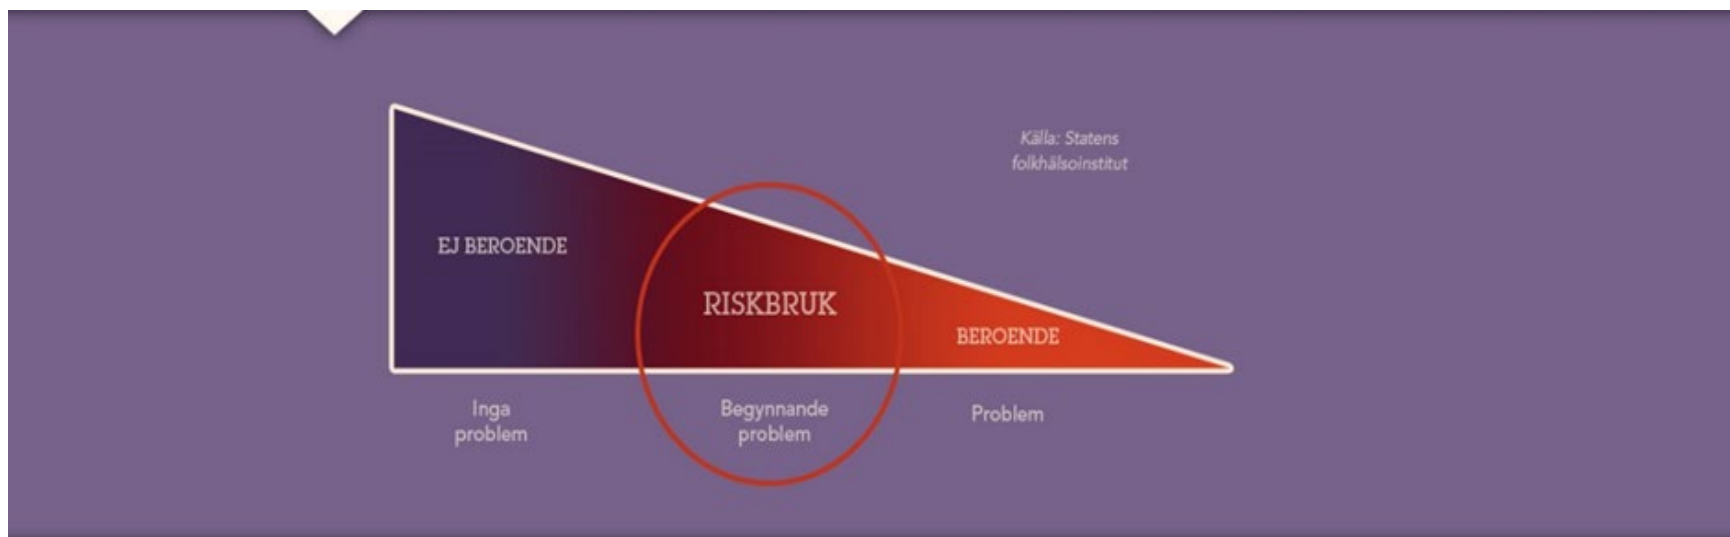 Källa: Statens
folkhälsoinstitut
EJ BEROENDE
RISKBRUK
BEROENDE
Inga
problem
Begynnande
problem
Problem